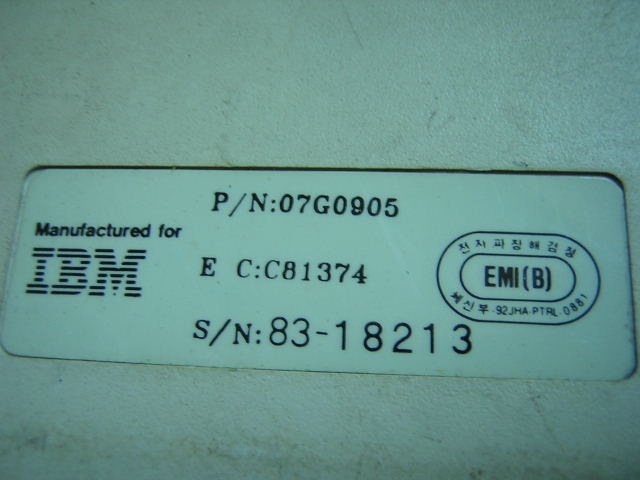 P/N:07G0905
Manufactured for
IBM
E C:C81374
S/N:83-18213
전자파장해검정
EMI(B)
체신부·92JHA-PTRL-0881